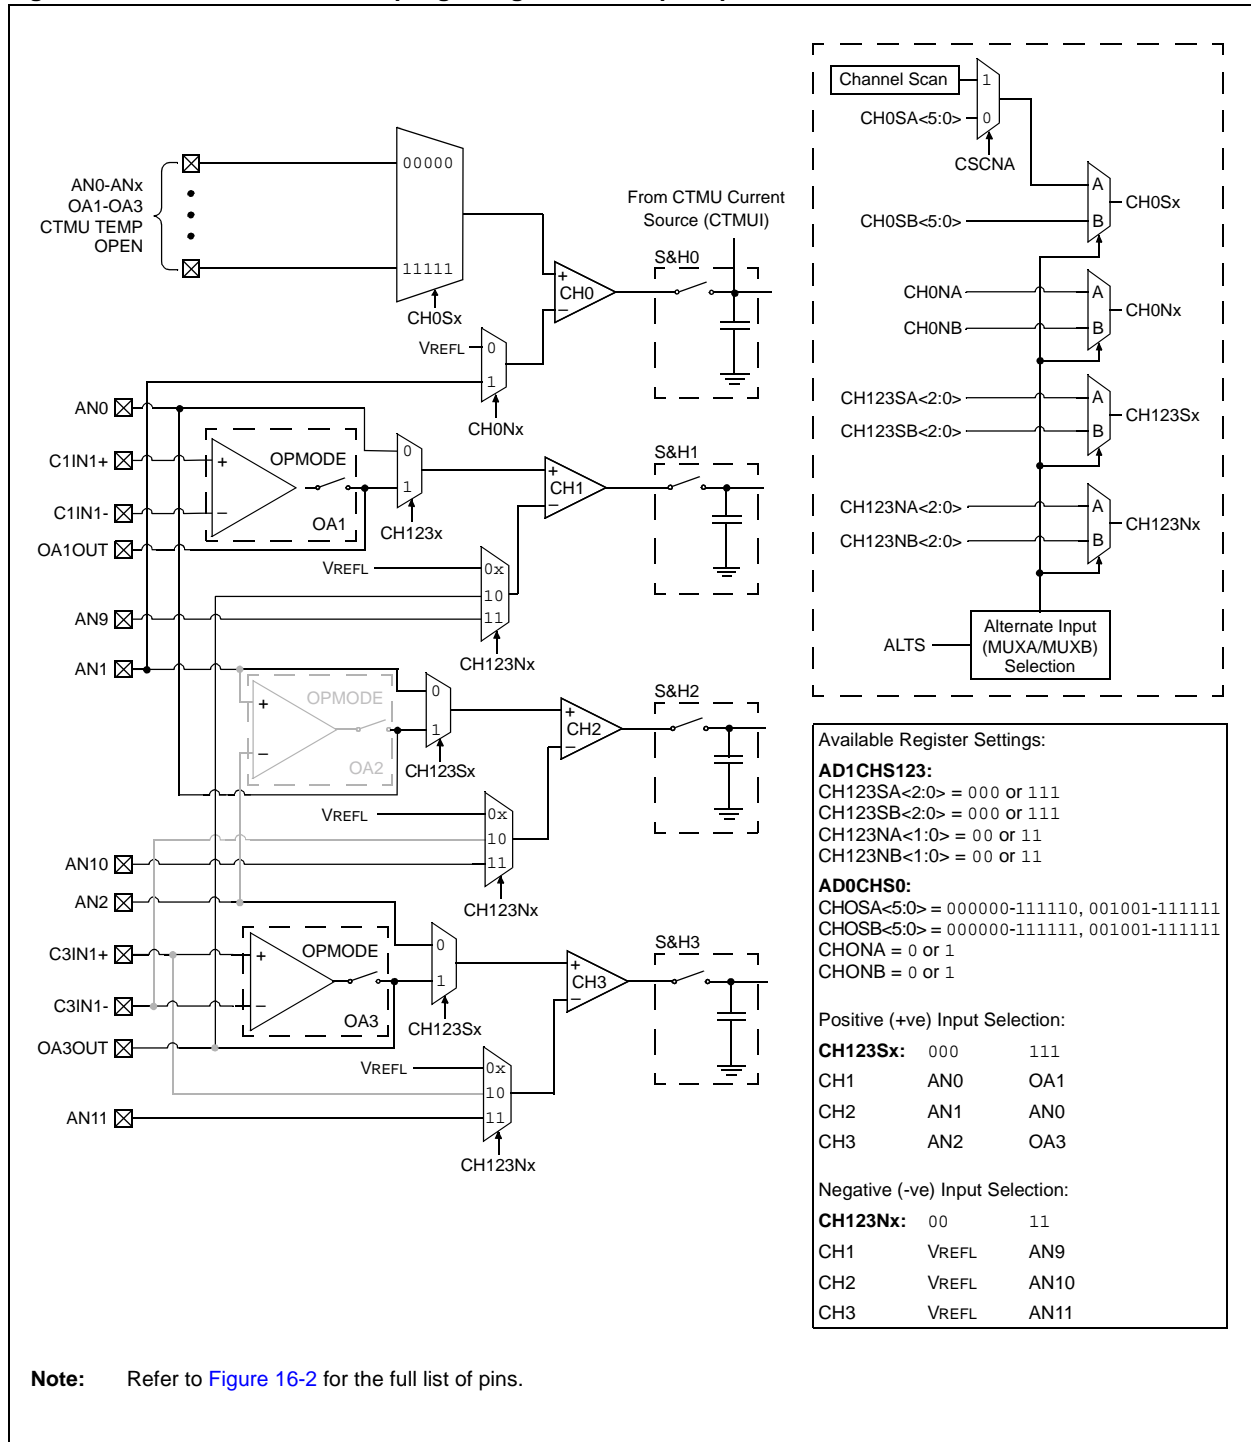 AN0-ANx
OA1-OA3
CTMU TEMP
OPEN
00000
11111
CH0Sx
From CTMU Current
Source (CTMUI)
S&H0
+
CH0
–
VREFL
0
1
CH0Nx
AN0
C1IN1+
C1IN1-
OA1OUT
+
–
OPMODE
OA1
0
1
CH123x
+
CH1
–
S&H1
VREFL
0x
10
11
CH123Nx
AN9
AN1
+
–
OPMODE
OA2
0
1
CH123Sx
+
CH2
–
S&H2
VREFL
0x
10
11
CH123Nx
AN10
AN2
C3IN1+
C3IN1-
OA3OUT
+
–
OPMODE
OA3
0
1
CH123Sx
+
CH3
–
S&H3
VREFL
0x
10
11
CH123Nx
AN11
Channel Scan
1
CH0SA<5:0>
0
CSCNA
A
CH0Sx
CH0SB<5:0>
B
CH0NA
A
CH0Nx
CH0NB
B
CH123SA<2:0>
A
CH123Sx
CH123SB<2:0>
B
CH123NA<2:0>
A
CH123Nx
CH123NB<2:0>
B
ALTS
Alternate Input
(MUXA/MUXB)
Selection
Available Register Settings:
AD1CHS123:
CH123SA<2:0> = 000 or 111
CH123SB<2:0> = 000 or 111
CH123NA<1:0> = 00 or 11
CH123NB<1:0> = 00 or 11
AD0CHS0:
CHOSA<5:0> = 000000-111110, 001001-111111
CHOSB<5:0> = 000000-111111, 001001-111111
CHONA = 0 or 1
CHONB = 0 or 1
Positive (+ve) Input Selection:
CH123Sx: 000 111
CH1 AN0 OA1
CH2 AN1 AN0
CH3 AN2 OA3
Negative (-ve) Input Selection:
CH123Nx: 00 11
CH1 VREFL AN9
CH2 VREFL AN10
CH3 VREFL AN11
Note: Refer to Figure 16-2 for the full list of pins.